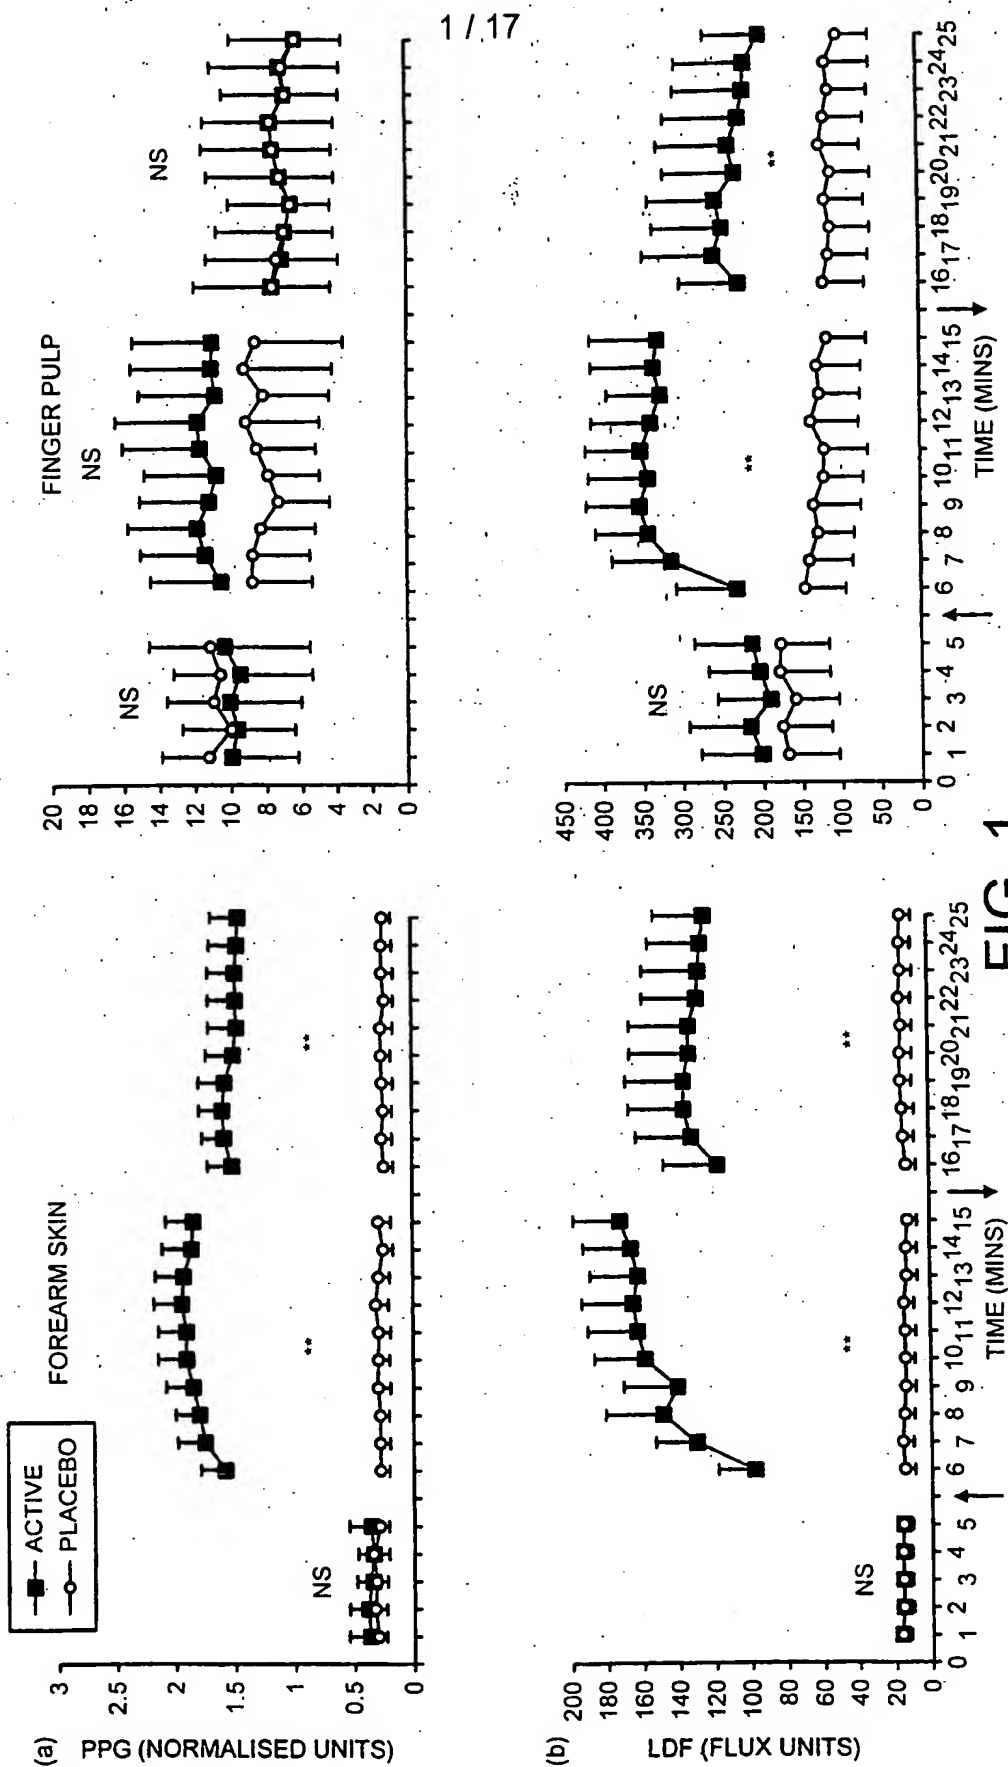 1 / 17
ACTIVE
PLACEBO
(a)
PPG (NORMALISED UNITS)
FOREARM SKIN
3
2.5
2
1.5
1
0.5
0
NS
**
**
FINGER PULP
20
18
16
14
12
10
8
6
4
2
0
NS
NS
NS
(b)
LDF (FLUX UNITS)
200
180
160
140
120
100
80
60
40
20
0
NS
**
**
0 1 2 3 4 5 6 7 8 9 10 11 12 13 14 15 16 17 18 19 20 21 22 23 24 25
TIME (MINS)
450
400
350
300
250
200
150
100
50
0
NS
**
**
0 1 2 3 4 5 6 7 8 9 10 11 12 13 14 15 16 17 18 19 20 21 22 23 24 25
TIME (MINS)
FIG. 1